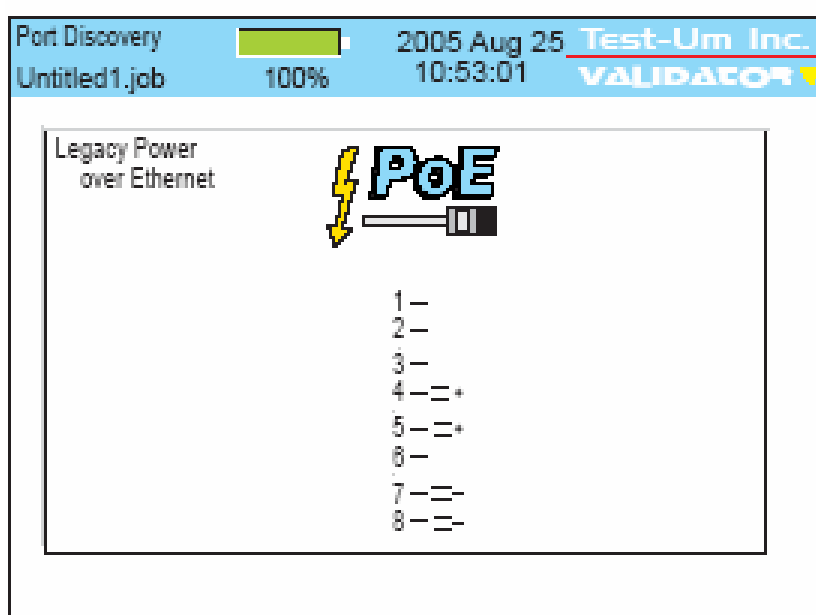 Port Discovery
2005 Aug 25
Test-Um Inc.
Untitled1.job
100%
10:53:01
VALIDATOR
Legacy Power
over Ethernet
PoE
1 –
2 –
3 –
4 –= +
5 –= +
6 –
7 –= -
8 –= -